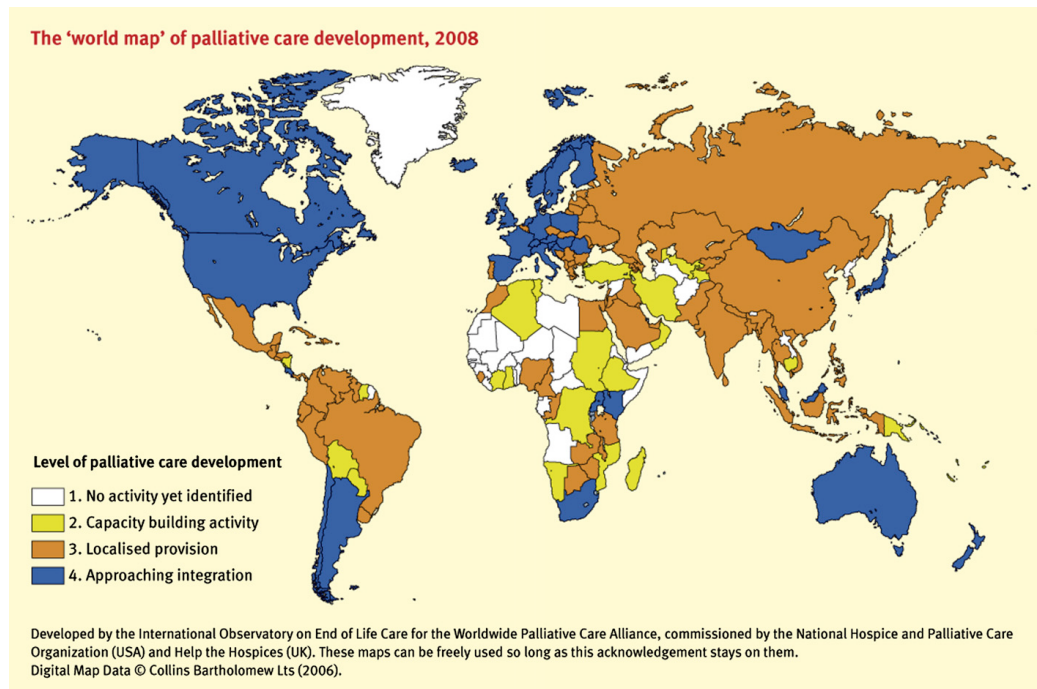 The ‘world map’ of palliative care development, 2008
Level of palliative care development
1. No activity yet identified
2. Capacity building activity
3. Localised provision
4. Approaching integration
Developed by the International Observatory on End of Life Care for the Worldwide Palliative Care Alliance, commissioned by the National Hospice and Palliative Care
Organization (USA) and Help the Hospices (UK). These maps can be freely used so long as this acknowledgement stays on them.
Digital Map Data © Collins Bartholomew Lts (2006).